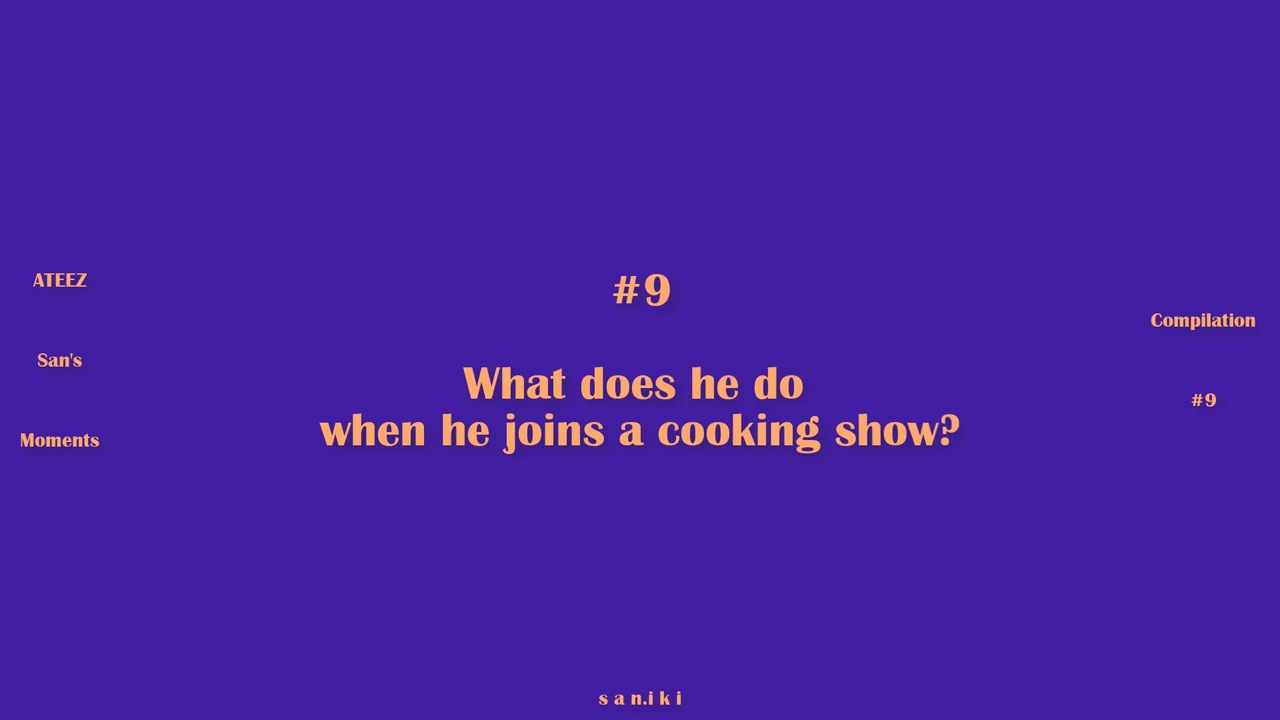 ATEEZ
San's
Moments
#9
What does he do
when he joins a cooking show?
Compilation
#9
s a n.i k i